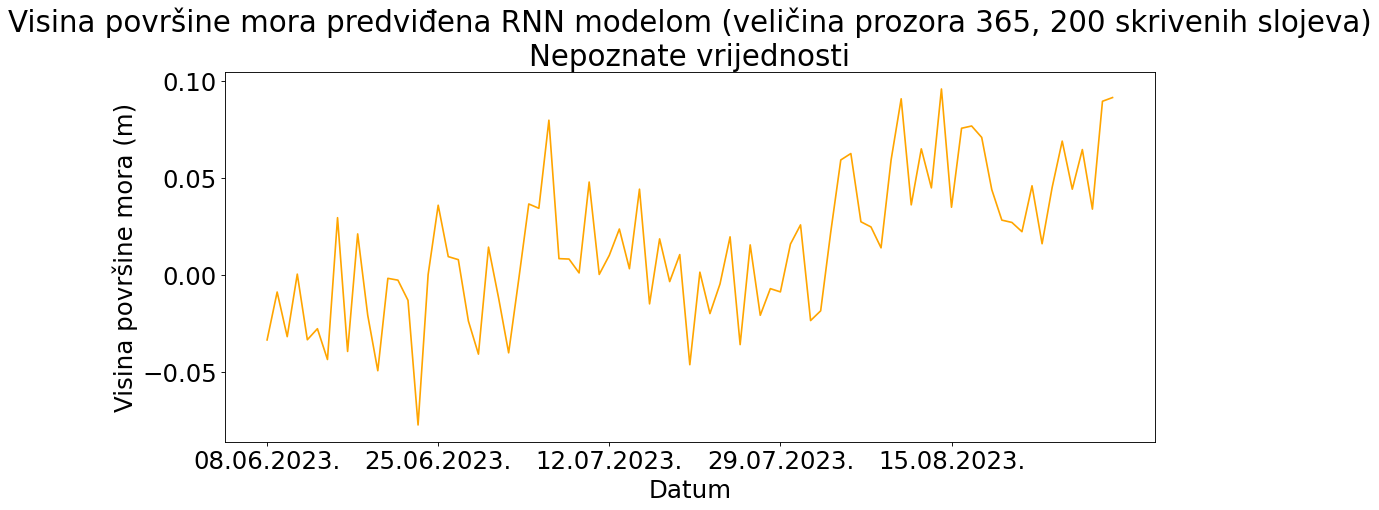 Visina površine mora predviđena RNN modelom (veličina prozora 365, 200 skrivenih slojeva)
Nepoznate vrijednosti
Visina površine mora (m)
0.10
0.05
0.00
−0.05
08.06.2023. 25.06.2023. 12.07.2023. 29.07.2023. 15.08.2023.
Datum